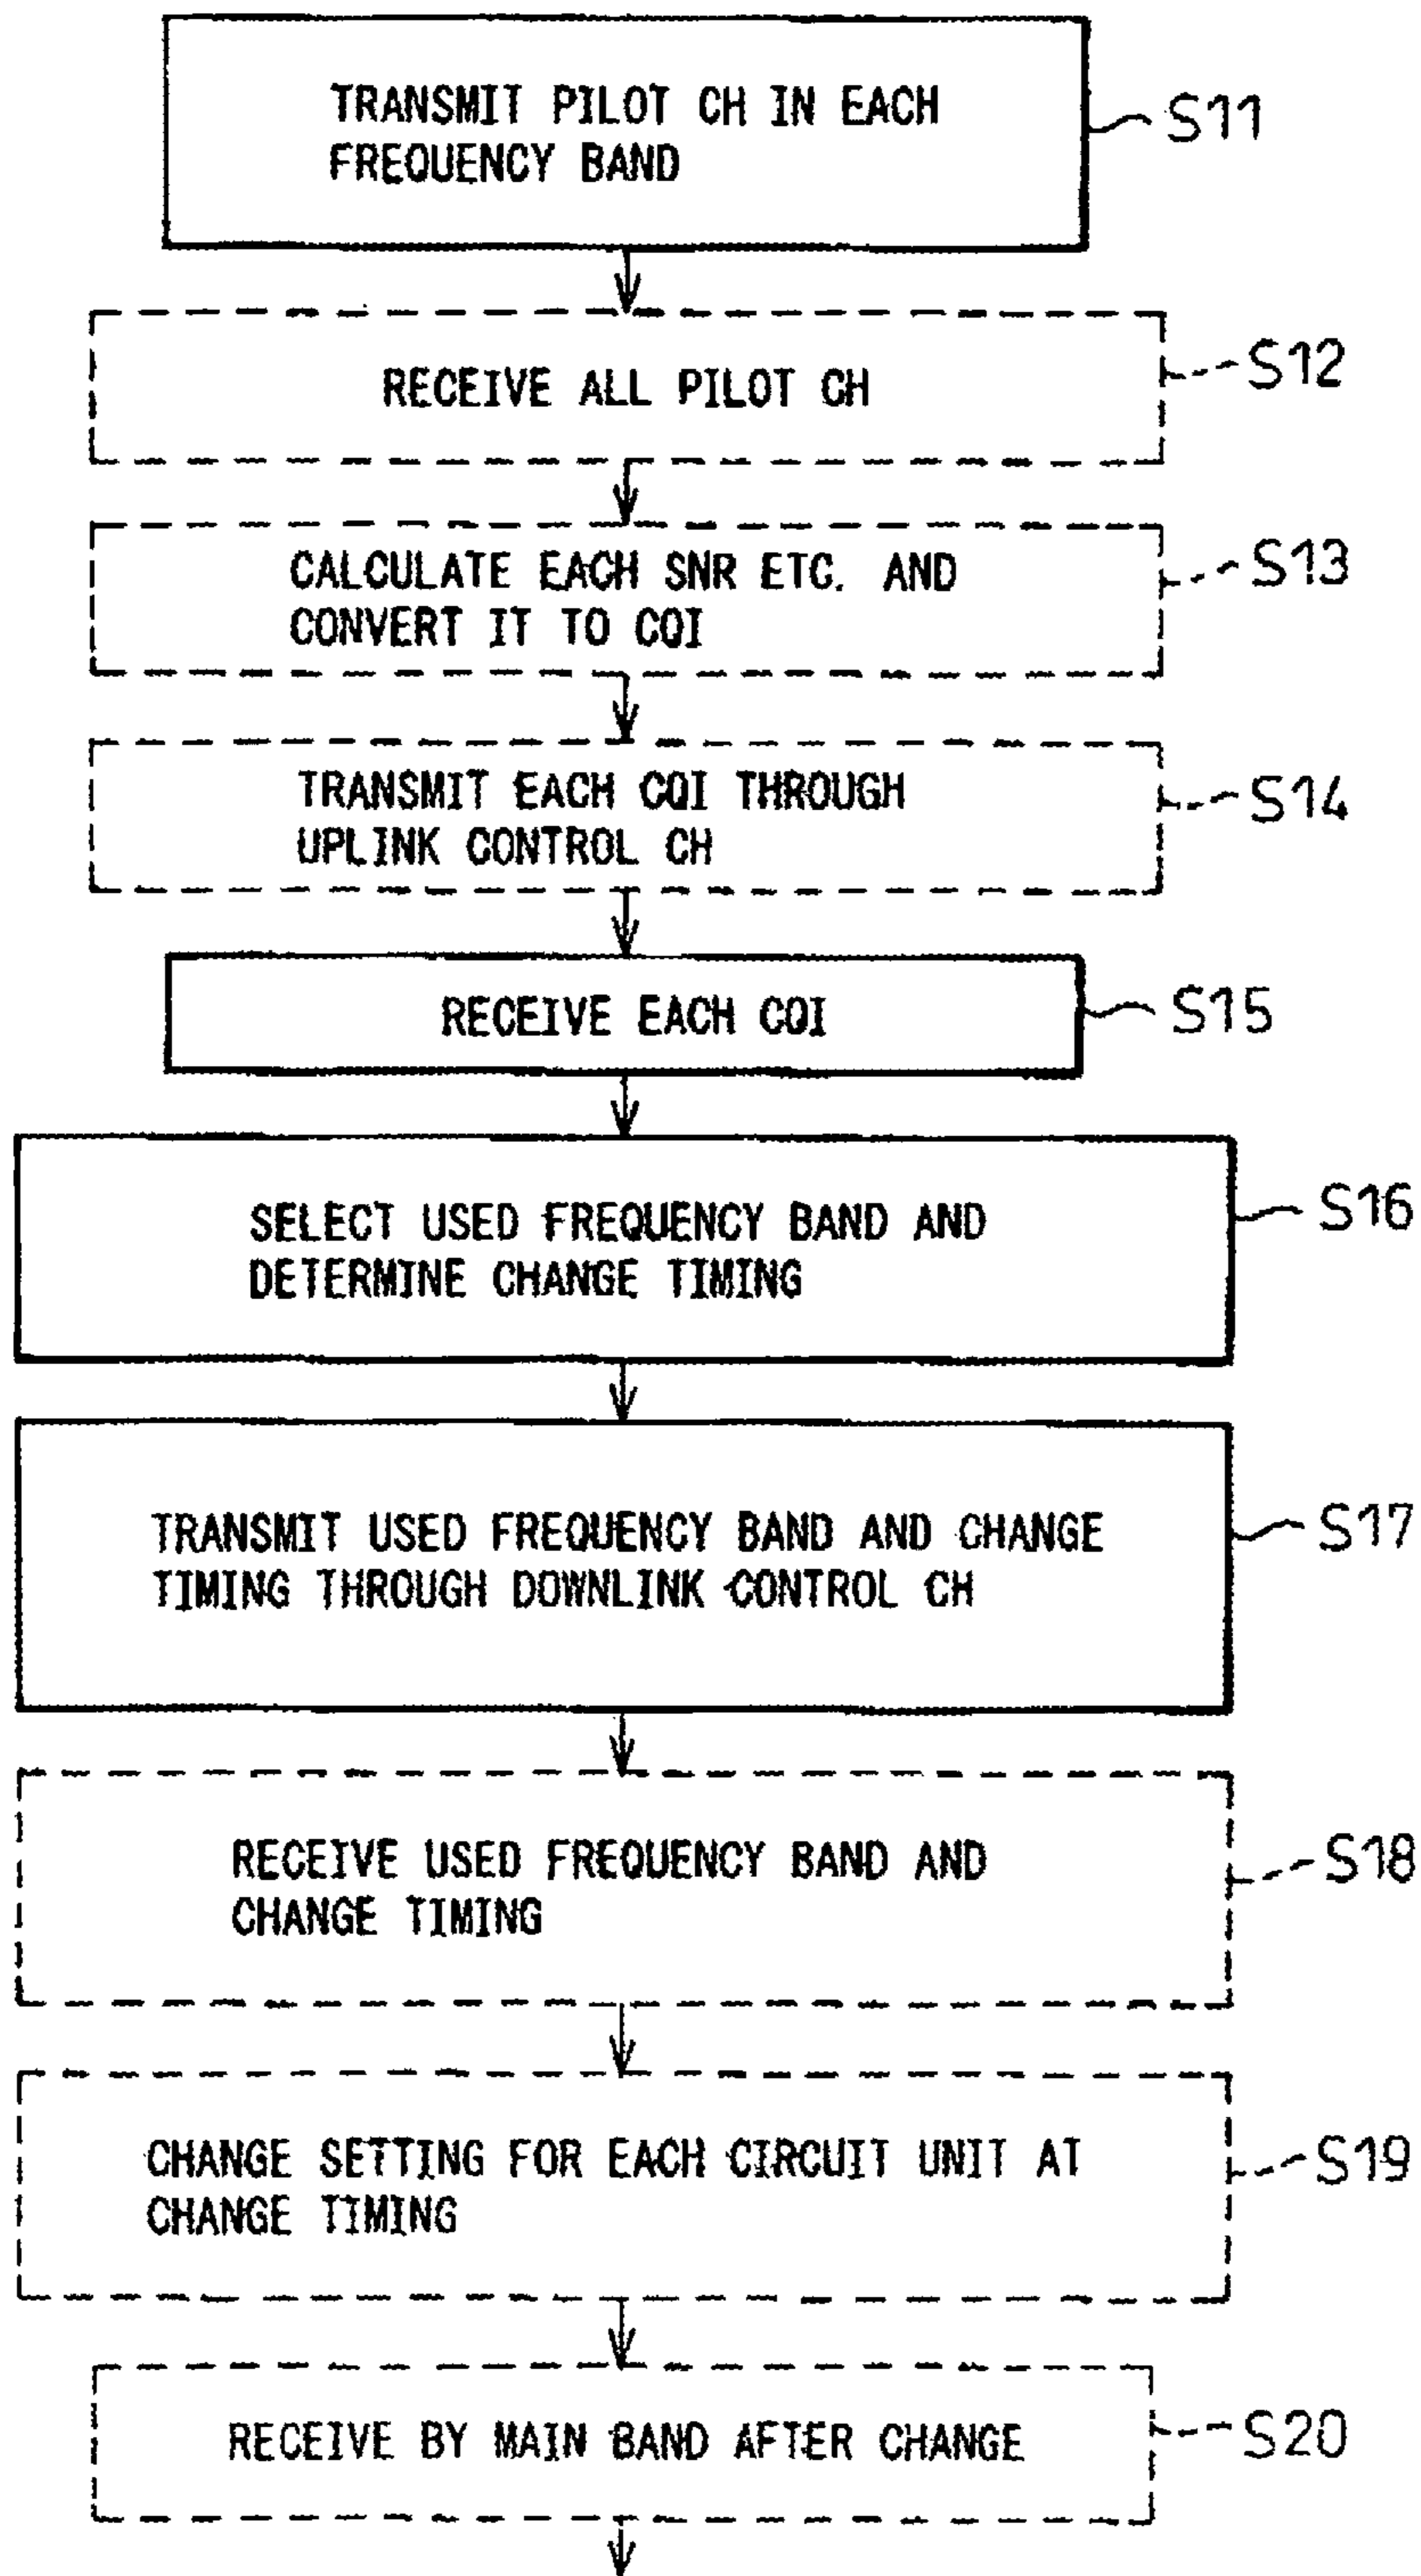 TRANSMIT PILOT CH IN EACH
FREQUENCY BAND
S11
RECEIVE ALL PILOT CH
S12
CALCULATE EACH SNR ETC. AND
CONVERT IT TO CQI
S13
TRANSMIT EACH CQI THROUGH
UPLINK CONTROL CH
S14
RECEIVE EACH CQI
S15
SELECT USED FREQUENCY BAND AND
DETERMINE CHANGE TIMING
S16
TRANSMIT USED FREQUENCY BAND AND CHANGE
TIMING THROUGH DOWNLINK CONTROL CH
S17
RECEIVE USED FREQUENCY BAND AND
CHANGE TIMING
S18
CHANGE SETTING FOR EACH CIRCUIT UNIT AT
CHANGE TIMING
S19
RECEIVE BY MAIN BAND AFTER CHANGE
S20